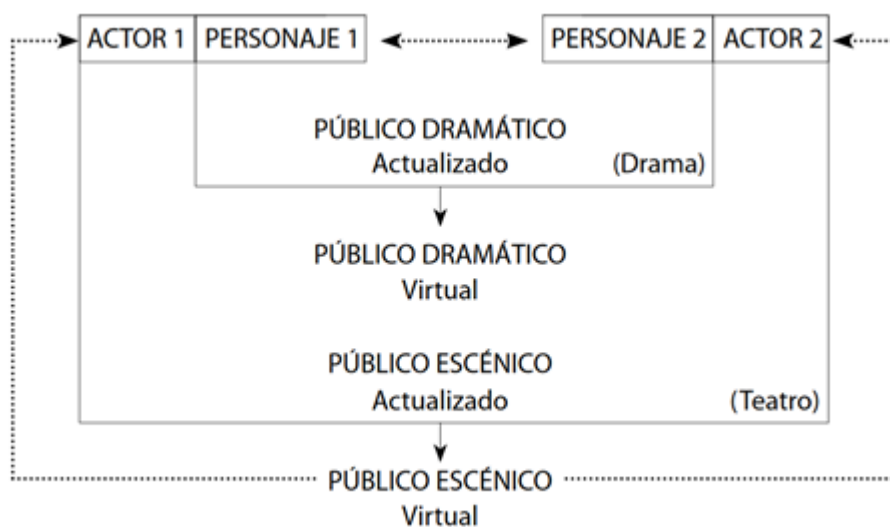 ACTOR 1 PERSONAJE 1 PERSONAJE 2 ACTOR 2
PÚBLICO DRAMÁTICO
Actualizado (Drama)
PÚBLICO DRAMÁTICO
Virtual
PÚBLICO ESCÉNICO
Actualizado (Teatro)
PÚBLICO ESCÉNICO
Virtual